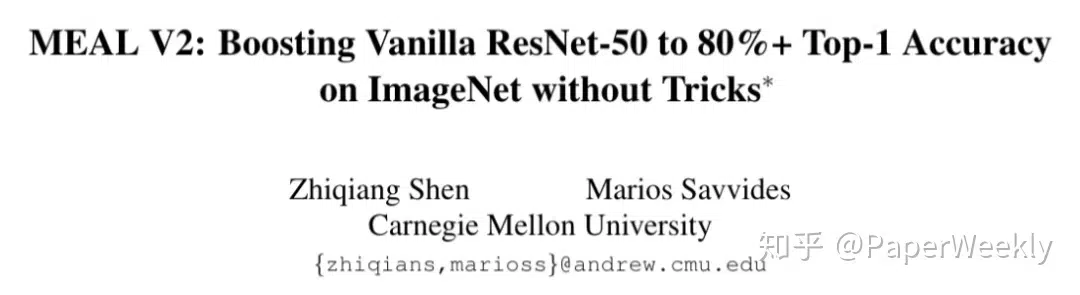 MEAL V2: Boosting Vanilla ResNet-50 to 80%+ Top-1 Accuracy
on ImageNet without Tricks*
Zhiqiang Shen Marios Savvides
Carnegie Mellon University
{zhiqians,marioss}@andrew.cmu.edu
知乎 @PaperWeekly